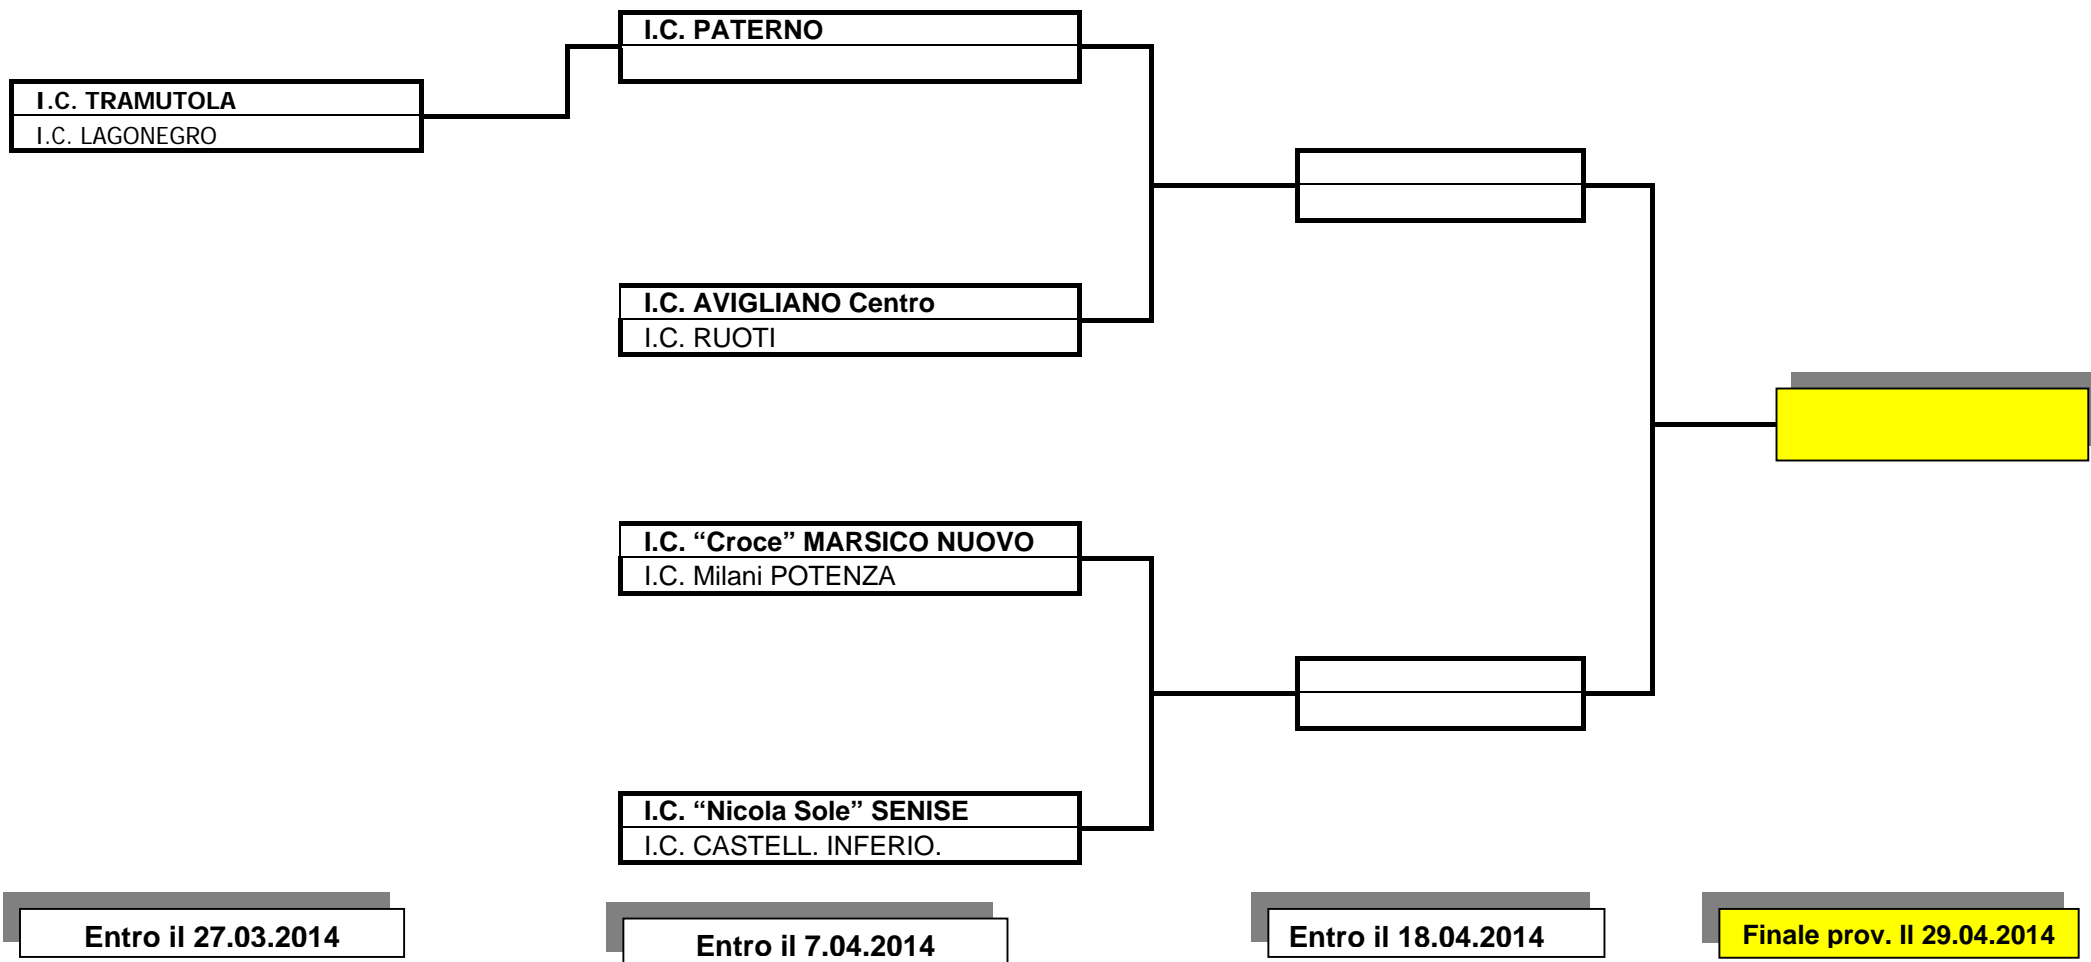 I.C. PATERNO
I.C. TRAMUTOLA
I.C. LAGONEGRO
I.C. AVIGLIANO Centro
I.C. RUOTI
I.C. “Croce” MARSICO NUOVO
I.C. Milani POTENZA
I.C. “Nicola Sole” SENISE
I.C. CASTELL. INFERIO.
Entro il 27.03.2014
Entro il 7.04.2014
Entro il 18.04.2014
Finale prov. Il 29.04.2014